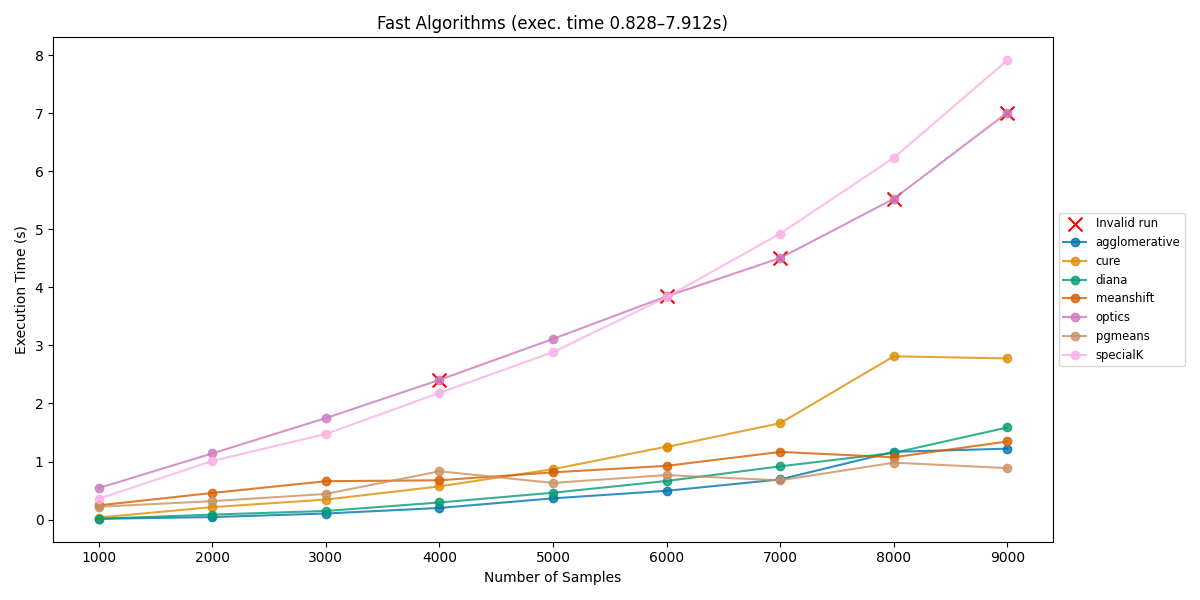 Fast Algorithms (exec. time 0.828–7.912s)
Execution Time (s)
8
7
6
5
4
3
2
1
0
1000 2000 3000 4000 5000 6000 7000 8000 9000
Number of Samples
Invalid run
agglomerative
cure
diana
meanshift
optics
pgmeans
specialK